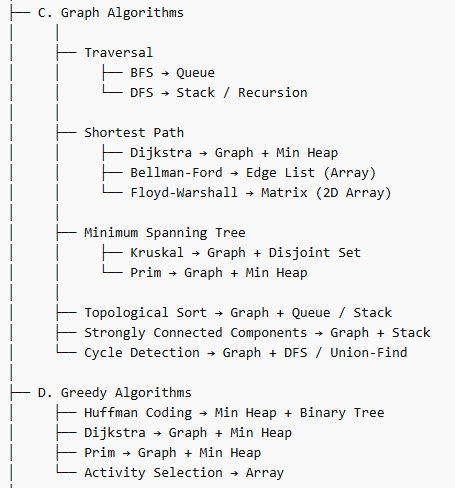 C. Graph Algorithms
Traversal
BFS → Queue
DFS → Stack / Recursion
Shortest Path
Dijkstra → Graph + Min Heap
Bellman-Ford → Edge List (Array)
Floyd-Warshall → Matrix (2D Array)
Minimum Spanning Tree
Kruskal → Graph + Disjoint Set
Prim → Graph + Min Heap
Topological Sort → Graph + Queue / Stack
Strongly Connected Components → Graph + Stack
Cycle Detection → Graph + DFS / Union-Find
D. Greedy Algorithms
Huffman Coding → Min Heap + Binary Tree
Dijkstra → Graph + Min Heap
Prim → Graph + Min Heap
Activity Selection → Array